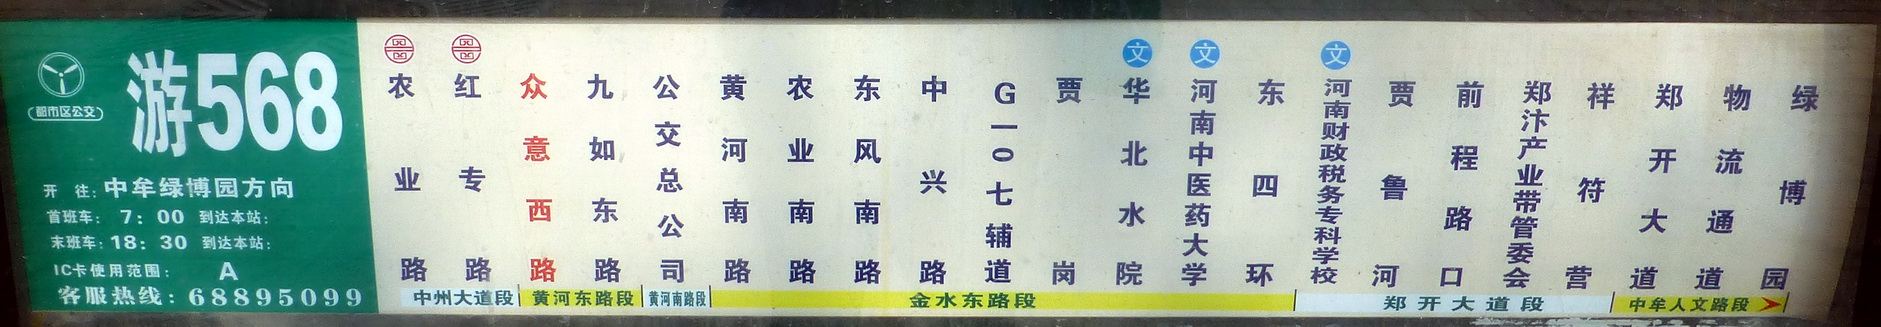 都市区公交
游568
开 往：中牟绿博园方向
首班车：7：00 到达本站：
末班车：18：30 到达本站：
IC卡使用范围： A
客服热线：68895099
农业路
红专路
众意西路
九如东路
公交总公司
黄河南路
农业南路
东风南路
中兴路
G一〇七辅道
贾岗
文
华北水院
文
河南中医药大学
东四环
文
河南财政税务专科学校
贾鲁河
前程路口
郑汴产业带管委会
祥符营
郑开大道
物流通道
绿博园
中州大道段
黄河东路段
黄河南路段
金水东路段
郑开大道段
中牟人文路段